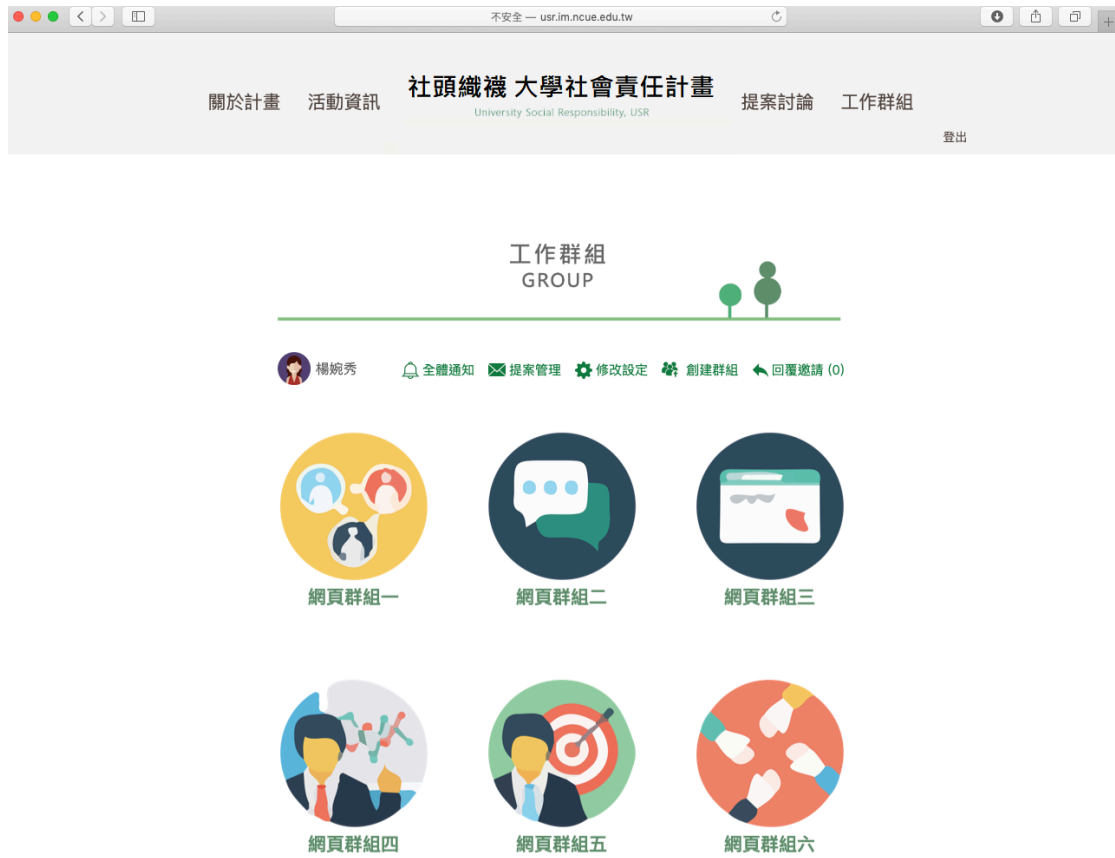 不安全 — usr.im.ncue.edu.tw
關於計畫 活動資訊 社頭織襪 大學社會責任計畫 提案討論 工作群組
University Social Responsibility, USR
登出
工作群組
GROUP
楊婉秀 全體通知 提案管理 修改設定 創建群組 回覆邀請 (0)
網頁群組一 網頁群組二 網頁群組三
網頁群組四 網頁群組五 網頁群組六